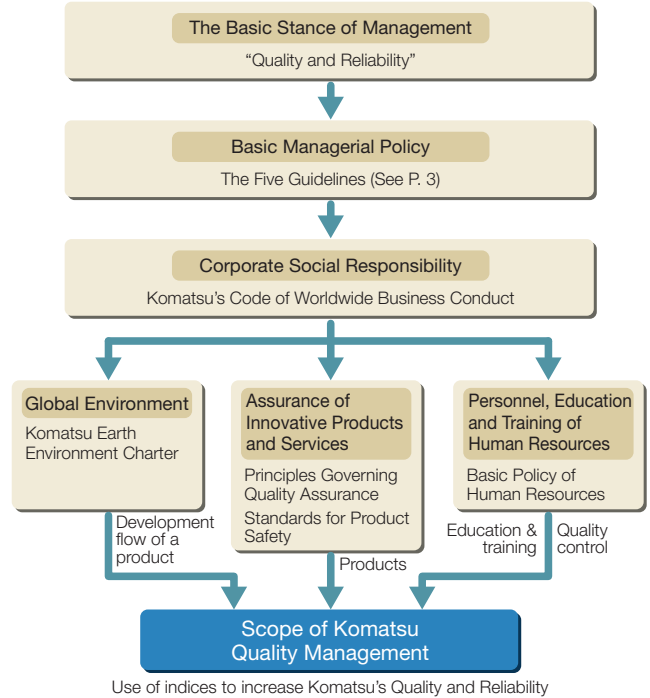 The Basic Stance of Management
“Quality and Reliability”
Basic Managerial Policy
The Five Guidelines (See P. 3)
Corporate Social Responsibility
Komatsu’s Code of Worldwide Business Conduct
Global Environment
Komatsu Earth
Environment Charter
Assurance of
Innovative Products
and Services
Principles Governing
Quality Assurance
Standards for Product
Safety
Personnel, Education
and Training of
Human Resources
Basic Policy of
Human Resources
Development
flow of a
product
Products
Education &
training
Quality
control
Scope of Komatsu
Quality Management
Use of indices to increase Komatsu’s Quality and Reliability